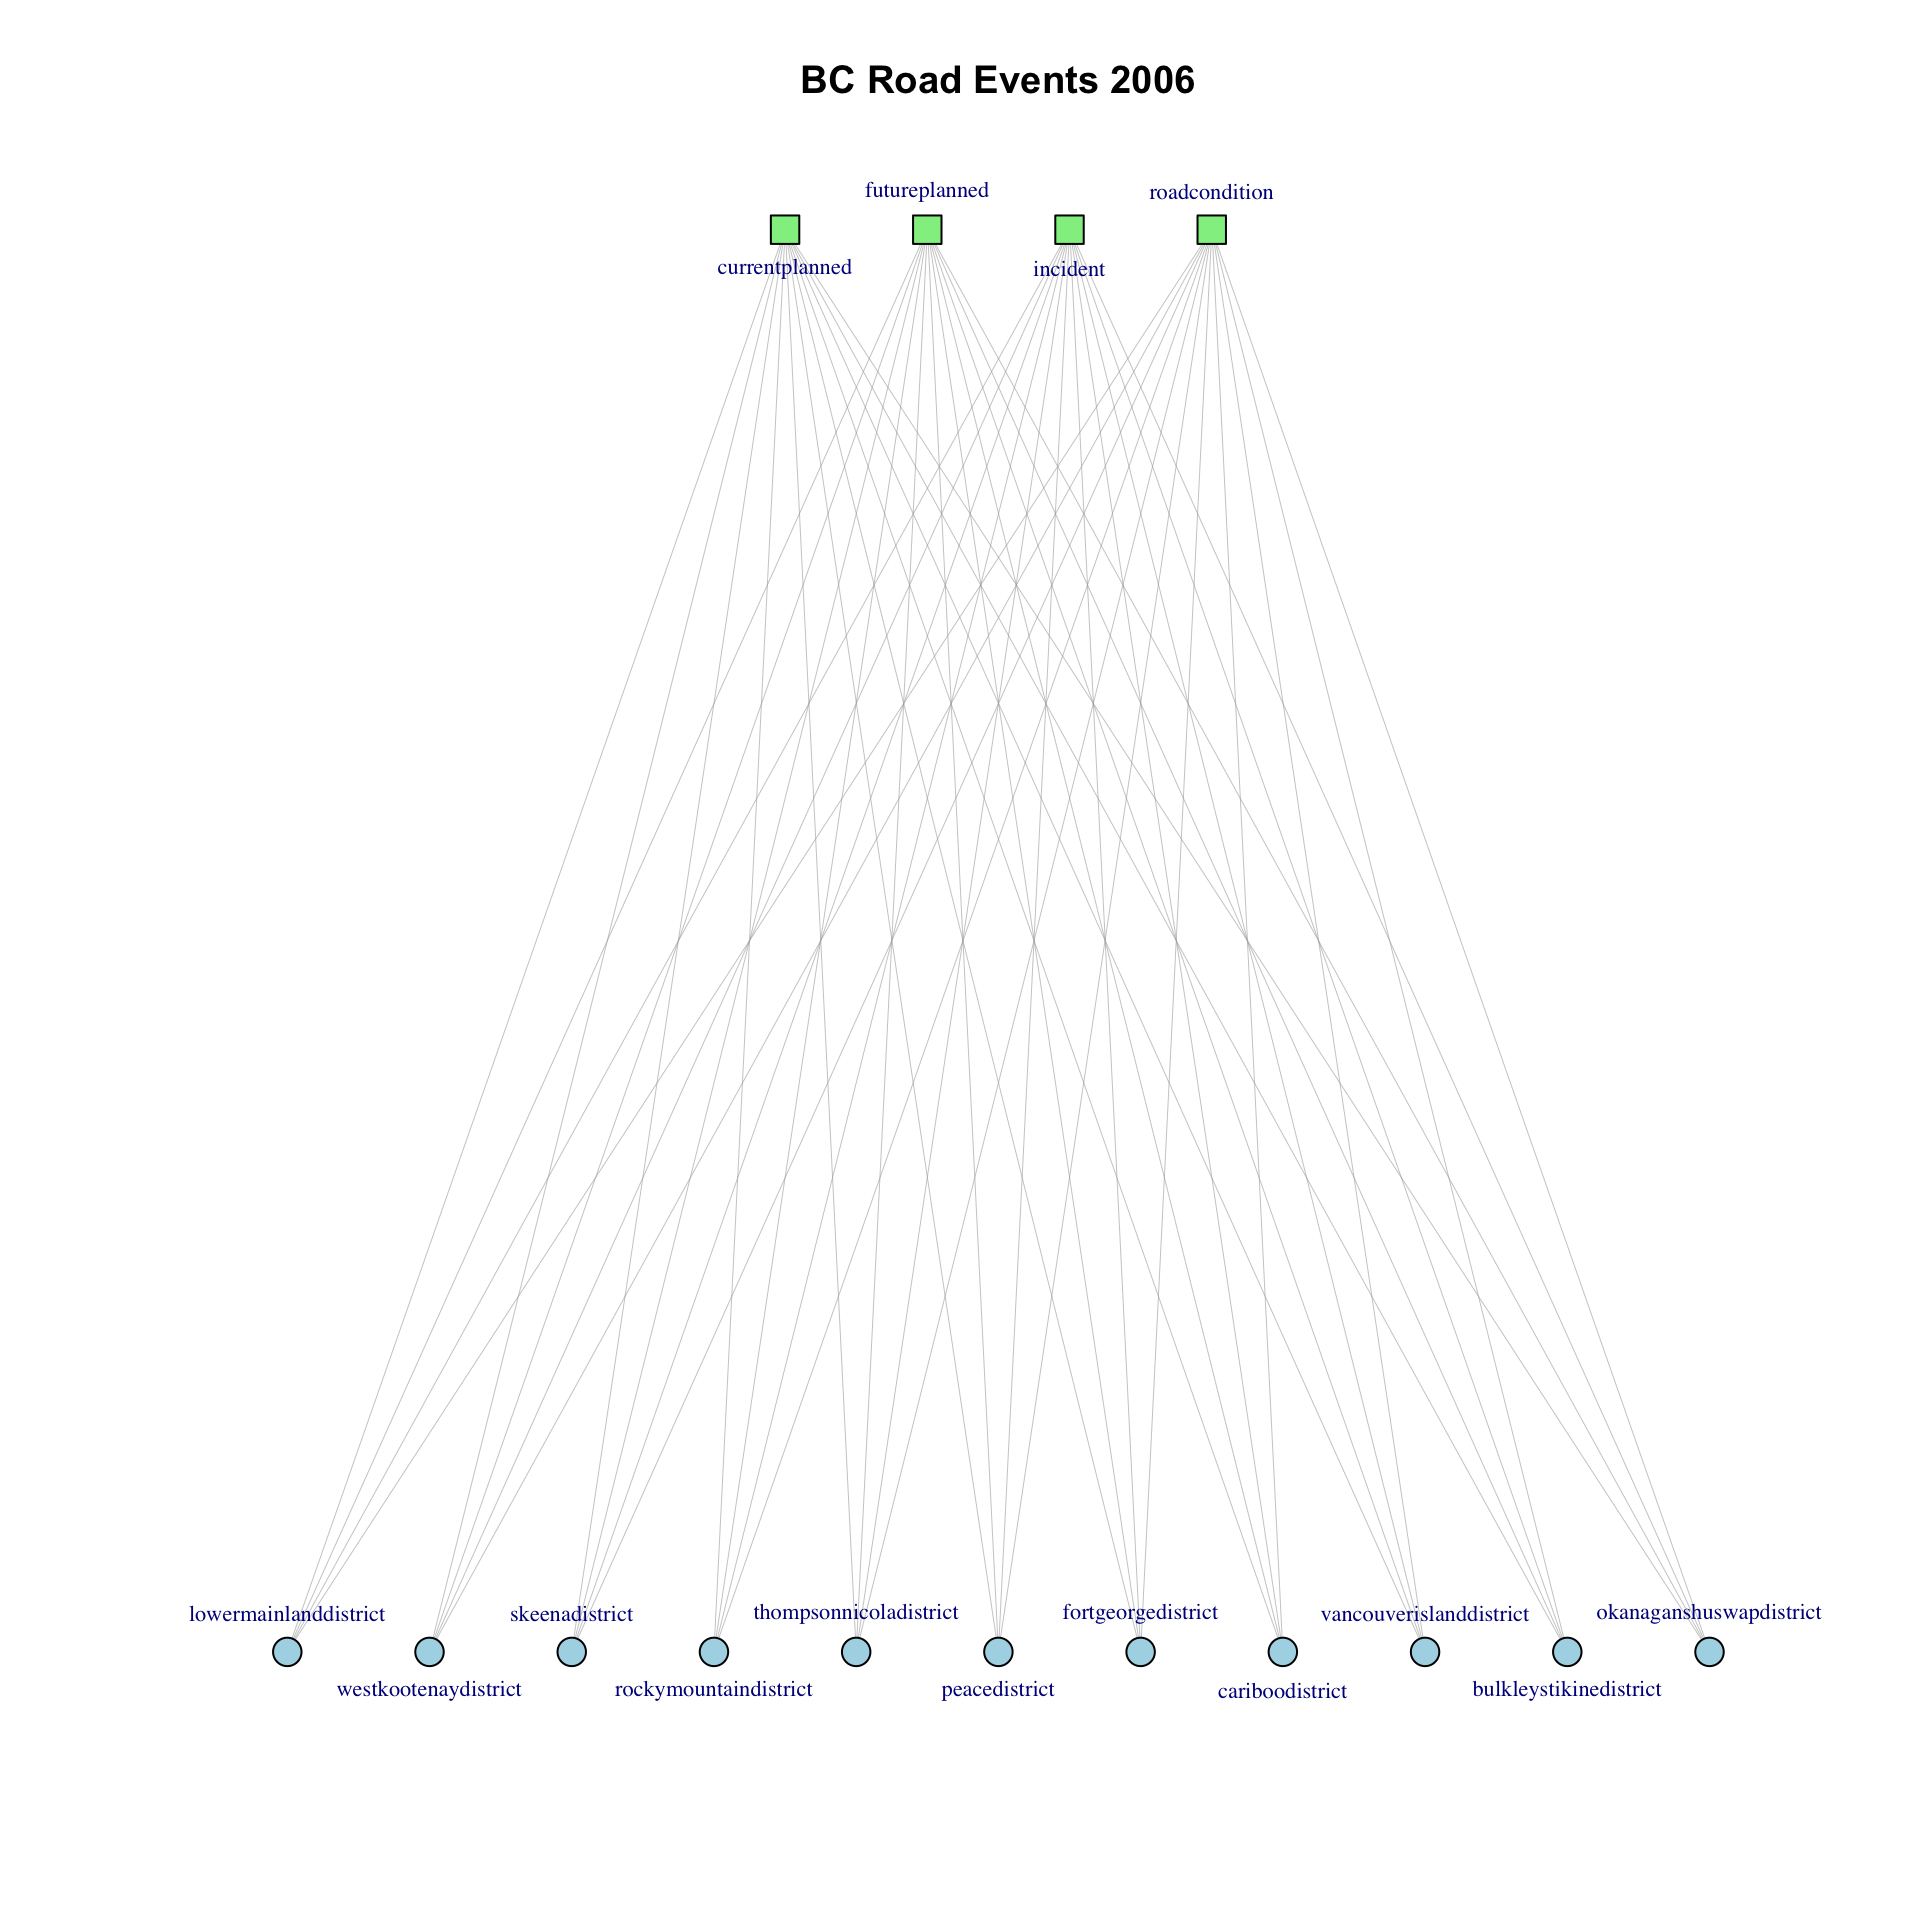 BC Road Events 2006
futureplanned
roadcondition
currentplanned
incident
lowermainlanddistrict
skeenadistrict
thompsonnicoladistrict
fortgeorgedistrict
vancouverislanddistrict
okanaganshuswapdistrict
westkootenaydistrict
rockymountaindistrict
peacedistrict
cariboodistrict
bulkleystikinedistrict